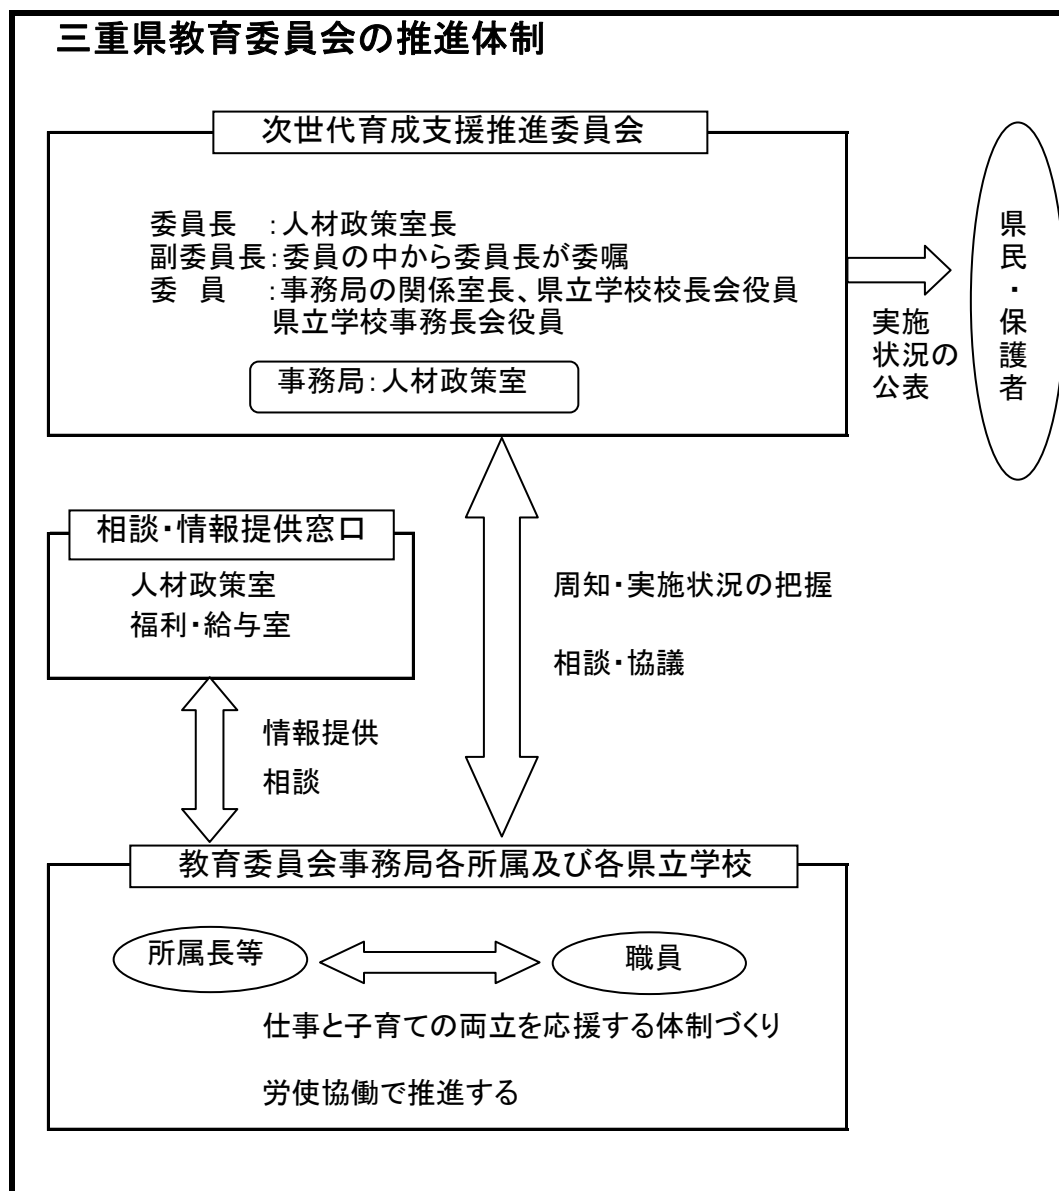 三重県教育委員会の推進体制
次世代育成支援推進委員会
委員長　：人材政策室長
副委員長：委員の中から委員長が委嘱
委　員　：事務局の関係室長、県立学校校長会役員
県立学校事務長会役員
事務局：人材政策室
実施
状況の
公表
県民・保護者
相談・情報提供窓口
人材政策室
福利・給与室
周知・実施状況の把握
相談・協議
情報提供
相談
教育委員会事務局各所属及び各県立学校
所属長等
職員
仕事と子育ての両立を応援する体制づくり
労使協働で推進する